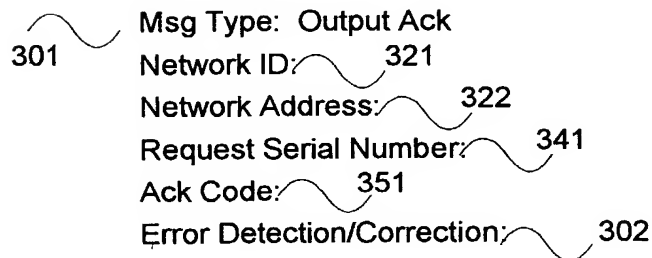 301 Msg Type: Output Ack
Network ID: 321
Network Address: 322
Request Serial Number: 341
Ack Code: 351
Error Detection/Correction: 302